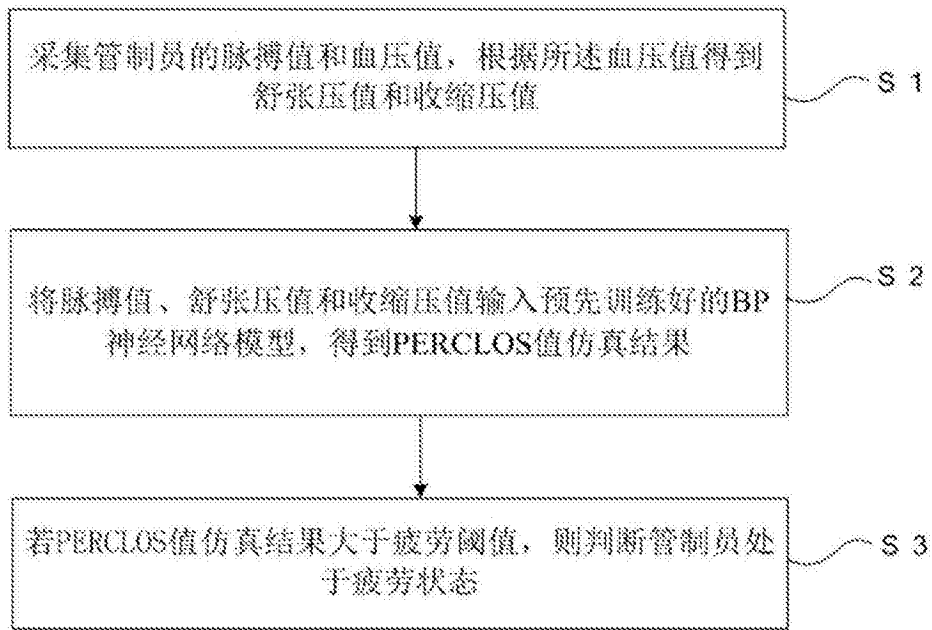 采集管制员的脉搏值和血压值，根据所述血压值得到
舒张压值和收缩压值
S 1
将脉搏值、舒张压值和收缩压值输入预先训练好的BP
神经网络模型，得到PERCLOS值仿真结果
S 2
若PERCLOS值仿真结果大于疲劳阈值，则判断管制员处
于疲劳状态
S 3